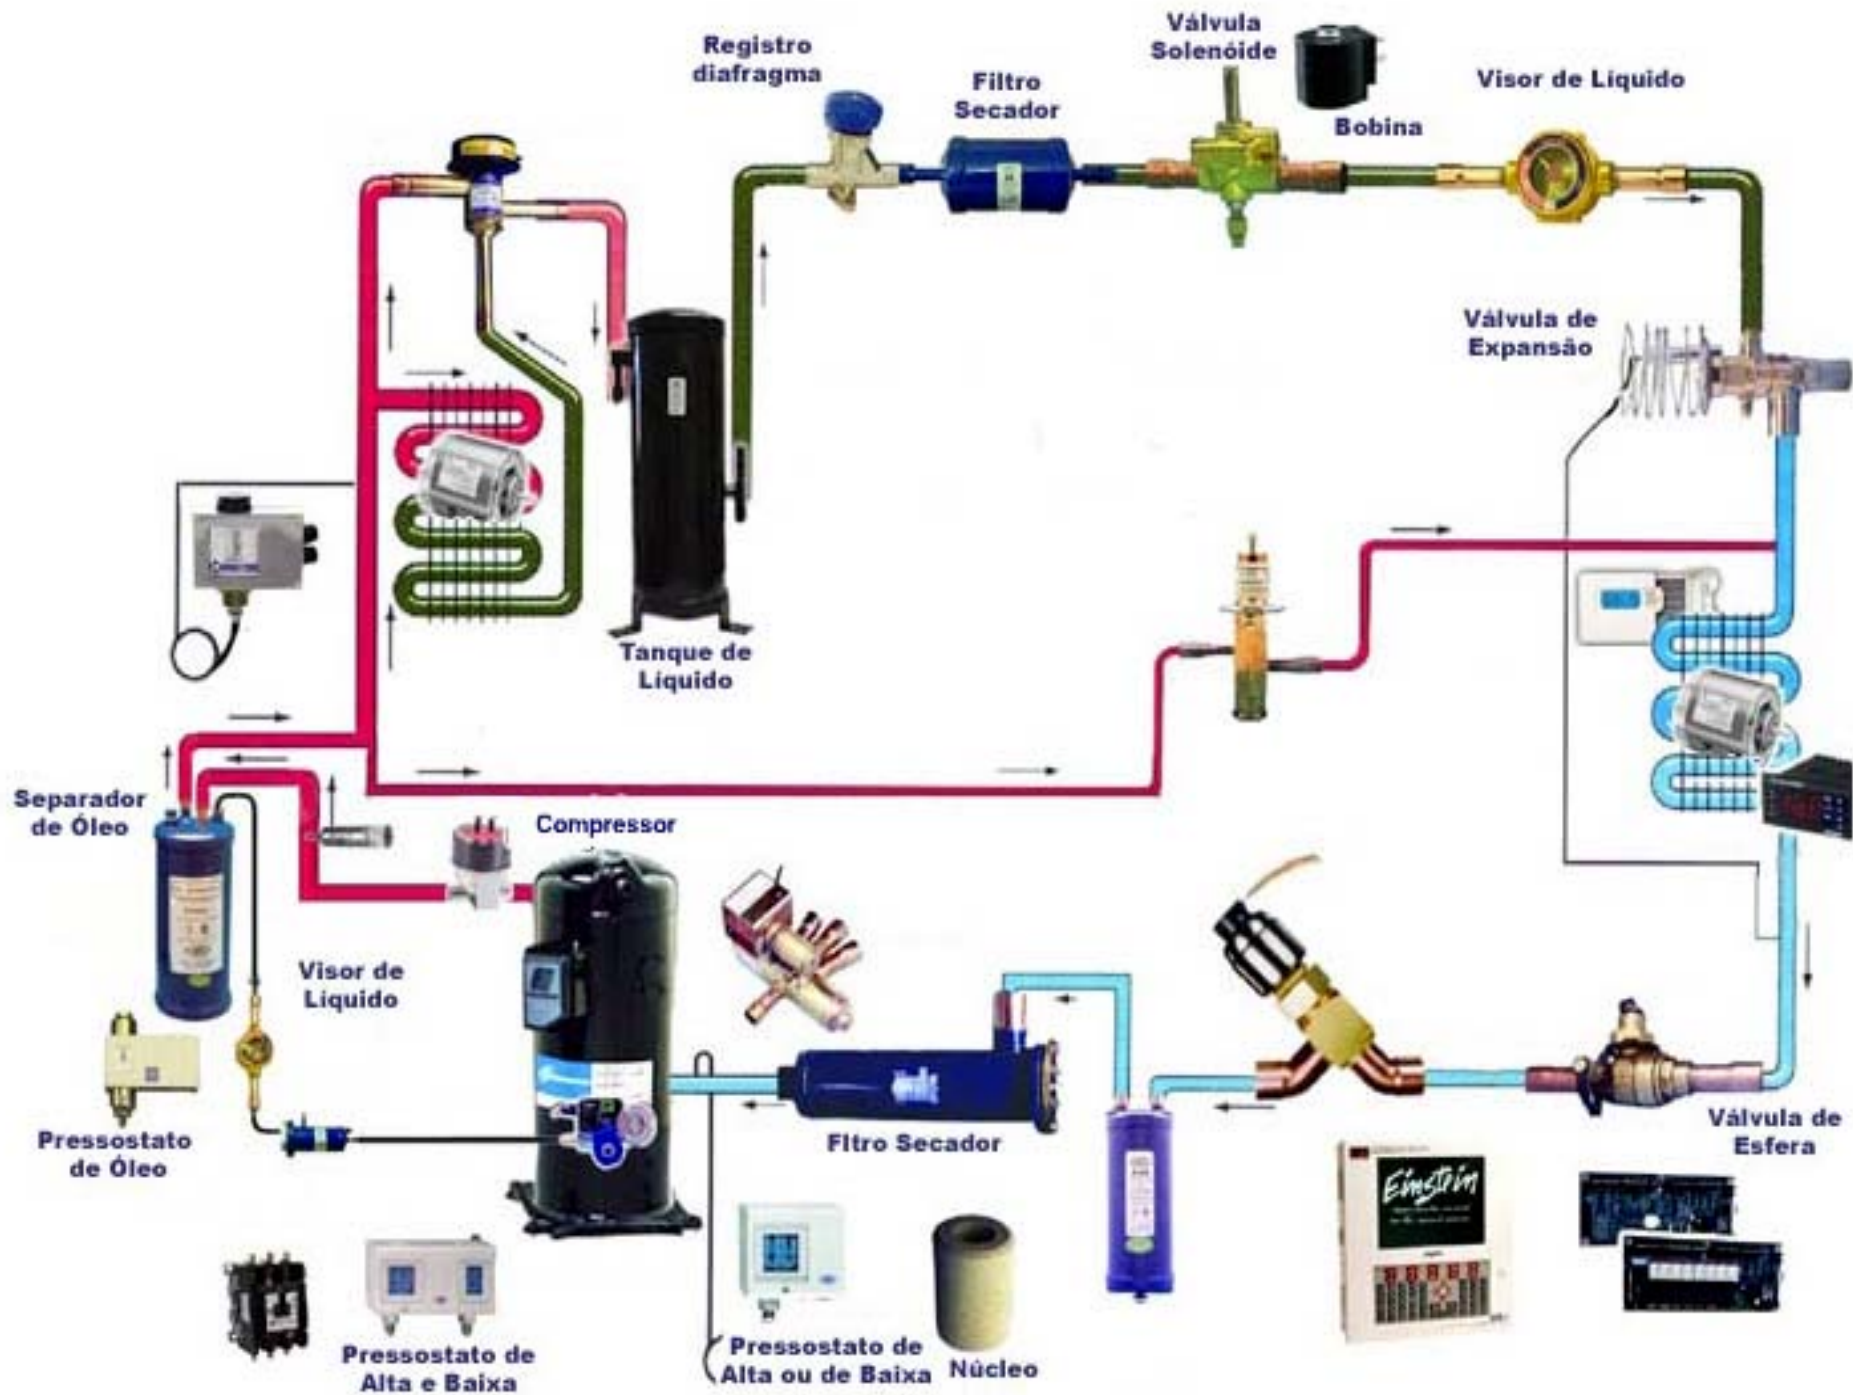 Registro
diafragma
Filtro
Secador
Válvula
Solenóide
Bobina
Visor de Líquido
Válvula de
Expansão
Tanque de
Líquido
Separador
de Óleo
Compressor
Visor de
Líquido
Pressostato
de Óleo
Fltro Secador
Válvula de
Esfera
Einstein
Pressostato de
Alta e Baixa
Pressostato de
Alta ou de Baixa
Núcleo